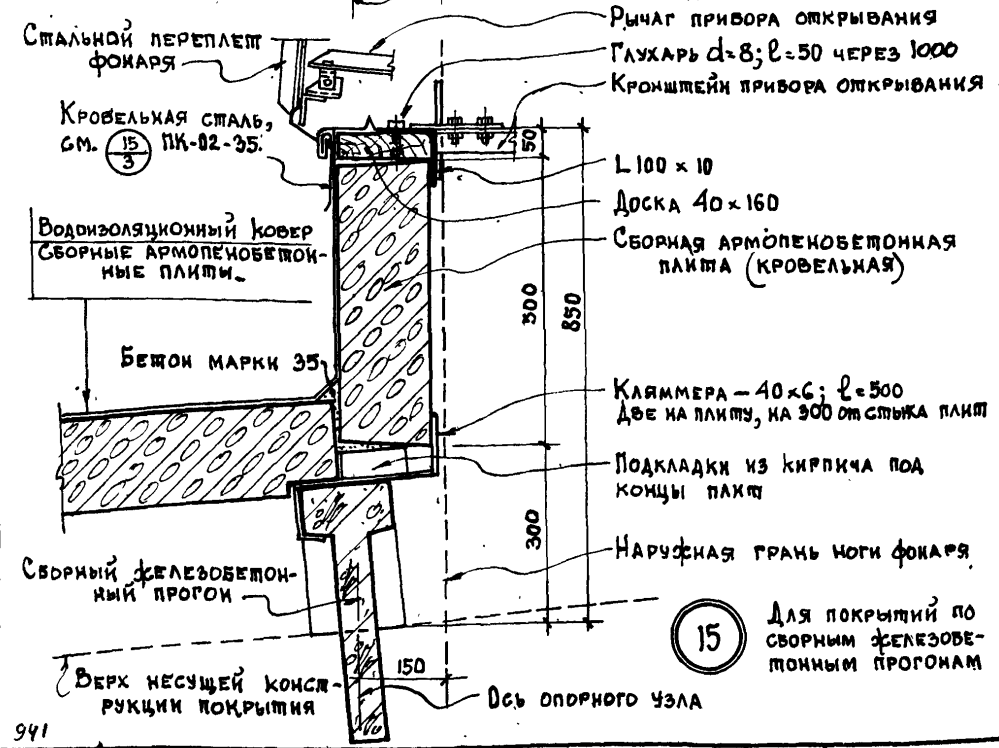 Стальной переплет
фонаря
Кровельная сталь,
см. 15/3 ПК-02-35.
Водоизоляционный ковер
Сборные армопенобетон-
ные плиты.
Бетон марки 35
Сборный железобетон-
ный прогон
Верх несущей конст-
рукции покрытия
941
Рычаг прибора открывания
Глухарь d=8; l=50 через 1000
Кронштейн прибора открывания
L 100 × 10
Доска 40 × 160
Сборная армопенобетонная
плита (кровельная)
Кляммера – 40×6; l=500
Две на плиту, на 300 от стыка плит
Подкладки из кирпича под
концы плит
Наружная грань ноги фонаря
50
500
850
300
150
Ось опорного узла
15
Для покрытий по
сборным железобе-
тонным прогонам